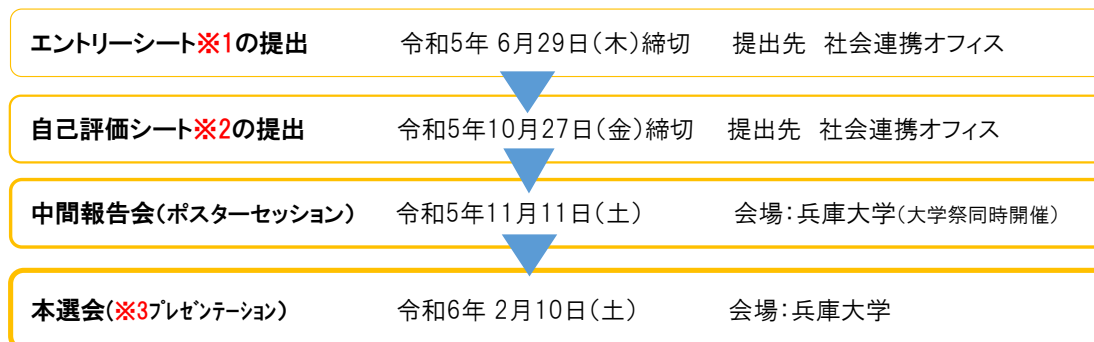 エントリーシート※1の提出 令和5年 6月29日(木)締切 提出先 社会連携オフィス
自己評価シート※2の提出 令和5年10月27日(金)締切 提出先 社会連携オフィス
中間報告会(ポスターセッション) 令和5年11月11日(土) 会場:兵庫大学(大学祭同時開催)
本選会(※3プレゼンテーション) 令和6年 2月10日(土) 会場:兵庫大学